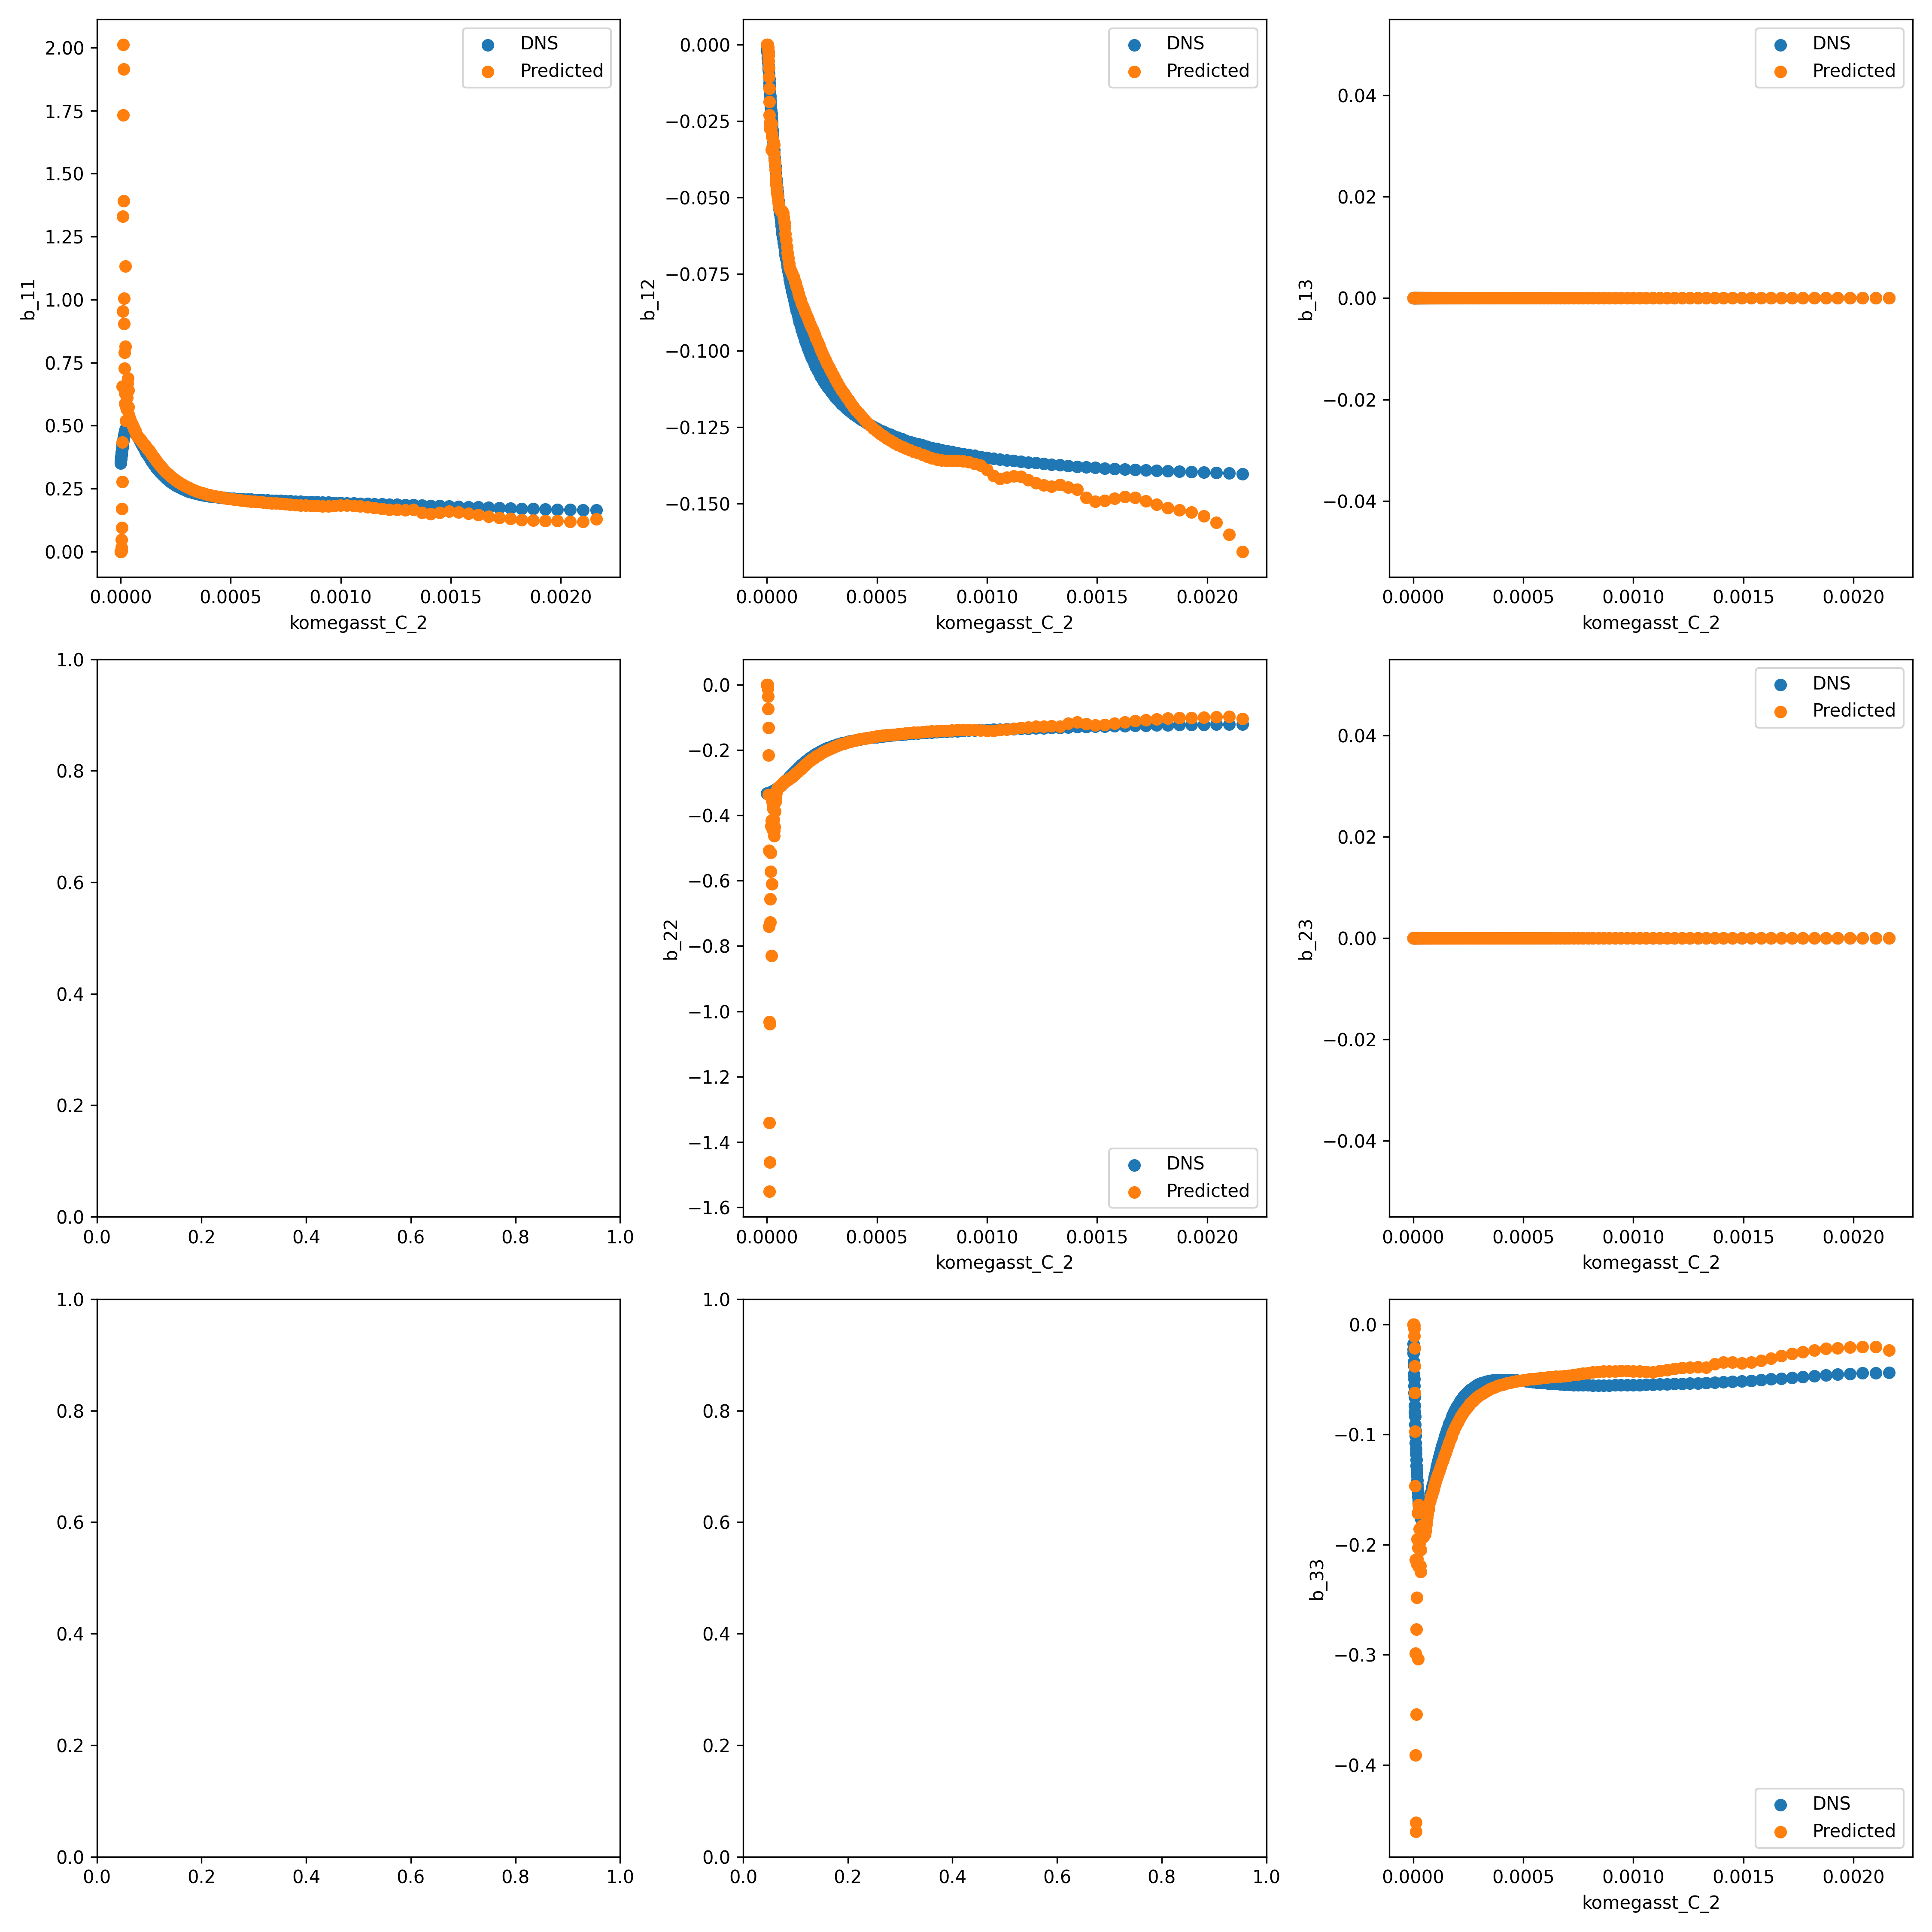 DNS
Predicted
2.00
1.75
1.50
1.25
1.00
0.75
0.50
0.25
0.00
b_11
0.0000 0.0005 0.0010 0.0015 0.0020
komegasst_C_2
DNS
Predicted
0.000
−0.025
−0.050
−0.075
−0.100
−0.125
−0.150
b_12
0.0000 0.0005 0.0010 0.0015 0.0020
komegasst_C_2
DNS
Predicted
0.04
0.02
0.00
−0.02
−0.04
b_13
0.0000 0.0005 0.0010 0.0015 0.0020
komegasst_C_2
1.0
0.8
0.6
0.4
0.2
0.0
0.0 0.2 0.4 0.6 0.8 1.0
0.0
−0.2
−0.4
−0.6
−0.8
−1.0
−1.2
−1.4
−1.6
b_22
DNS
Predicted
0.0000 0.0005 0.0010 0.0015 0.0020
komegasst_C_2
DNS
Predicted
0.04
0.02
0.00
−0.02
−0.04
b_23
0.0000 0.0005 0.0010 0.0015 0.0020
komegasst_C_2
1.0
0.8
0.6
0.4
0.2
0.0
0.0 0.2 0.4 0.6 0.8 1.0
1.0
0.8
0.6
0.4
0.2
0.0
0.0 0.2 0.4 0.6 0.8 1.0
0.0
−0.1
−0.2
−0.3
−0.4
b_33
DNS
Predicted
0.0000 0.0005 0.0010 0.0015 0.0020
komegasst_C_2